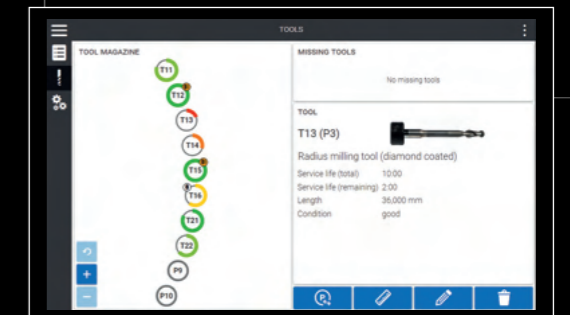 TOOLS
TOOL MAGAZINE
T11
T12
T13
T14
T15
T16
T21
T22
P9
P10
MISSING TOOLS
No missing tools
TOOL
T13 (P3)
Radius milling tool (diamond coated)
Service life (total) 10:00
Service life (remaining) 2:00
Length 36,000 mm
Condition good